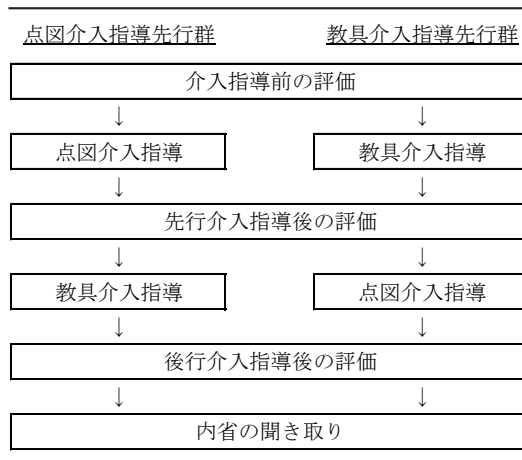 点図介入指導先行群 教具介入指導先行群
介入指導前の評価
↓ ↓
点図介入指導 教具介入指導
↓ ↓
先行介入指導後の評価
↓ ↓
教具介入指導 点図介入指導
↓ ↓
後行介入指導後の評価
↓ ↓
内省の聞き取り